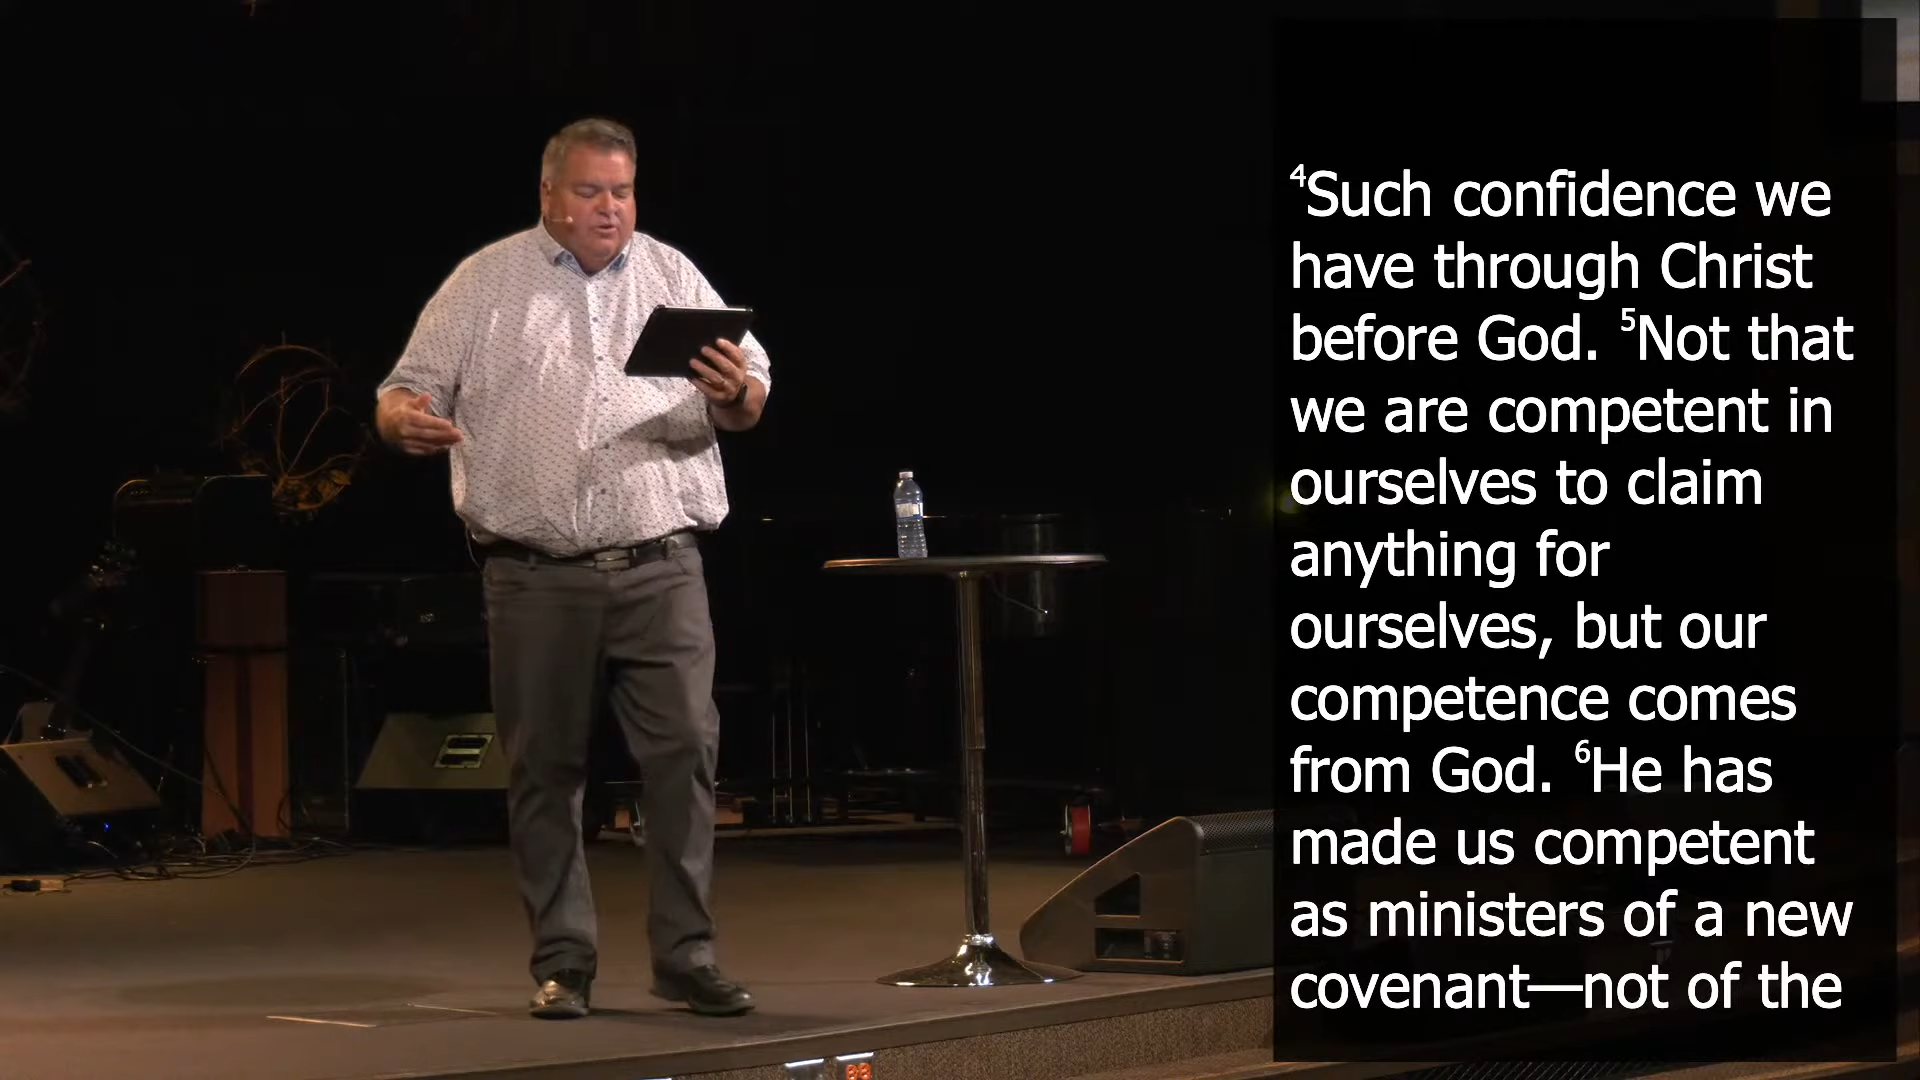 ⁴Such confidence we
have through Christ
before God. ⁵Not that
we are competent in
ourselves to claim
anything for
ourselves, but our
competence comes
from God. ⁶He has
made us competent
as ministers of a new
covenant—not of the